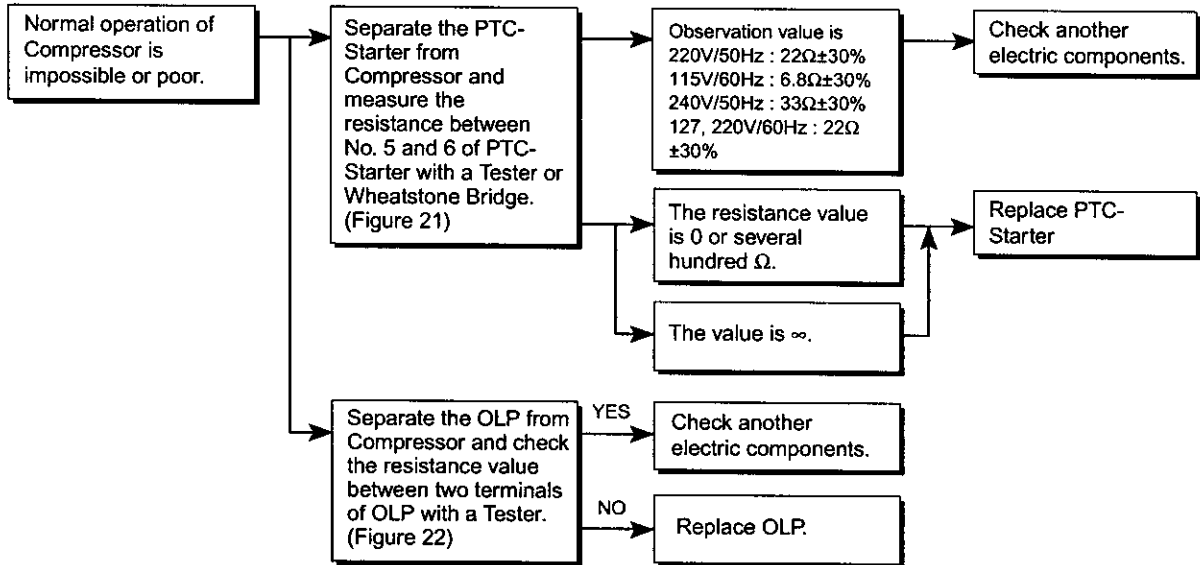 Normal operation of
Compressor is
impossible or poor.
Separate the PTC-
Starter from
Compressor and
measure the
resistance between
No. 5 and 6 of PTC-
Starter with a Tester or
Wheatstone Bridge.
(Figure 21)
Observation value is
220V/50Hz : 22Ω±30%
115V/60Hz : 6.8Ω±30%
240V/50Hz : 33Ω±30%
127, 220V/60Hz : 22Ω
±30%
Check another
electric components.
The resistance value
is 0 or several
hundred Ω.
The value is ∞.
Replace PTC-
Starter
Separate the OLP from
Compressor and check
the resistance value
between two terminals
of OLP with a Tester.
(Figure 22)
YES
Check another
electric components.
NO
Replace OLP.